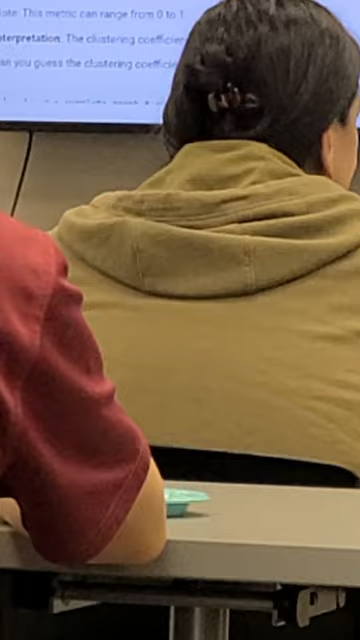 ote: This metric can range from 0 to 1
nterpretation: The clustering coefficien
an you guess the clustering coefficie